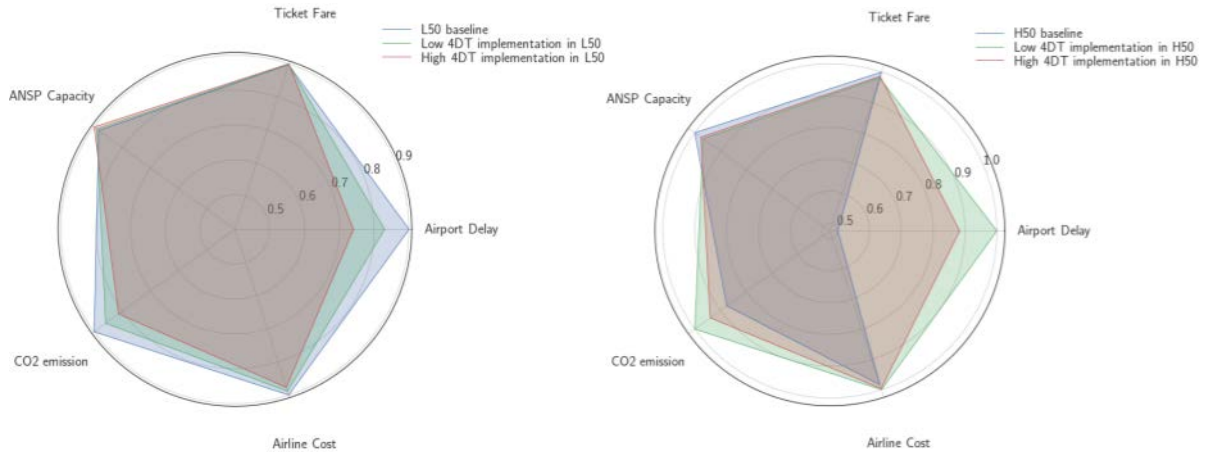 Ticket Fare
L50 baseline
Low 4DT implementation in L50
High 4DT implementation in L50
ANSP Capacity
0.9
0.8
0.7
0.6
0.5
Airport Delay
CO2 emission
Airline Cost
Ticket Fare
H50 baseline
Low 4DT implementation in H50
High 4DT implementation in H50
ANSP Capacity
1.0
0.9
0.8
0.7
0.6
0.5
Airport Delay
CO2 emission
Airline Cost